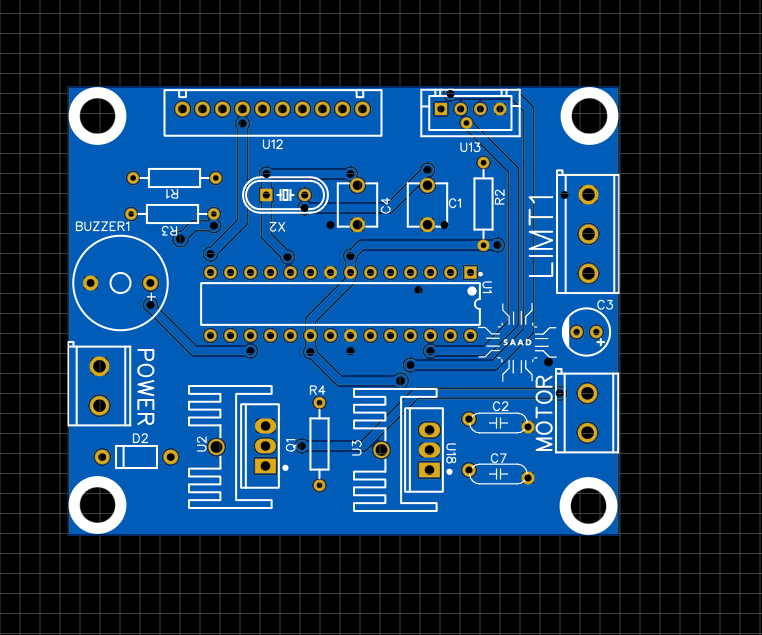 U12
U13
R1
R2
C4
C1
LIMT1
R3
X2
BUZZER1
+
U1
C3
SAAD
+
POWER
MOTOR
R4
C2
D2
U2
Q1
U3
U18
C7